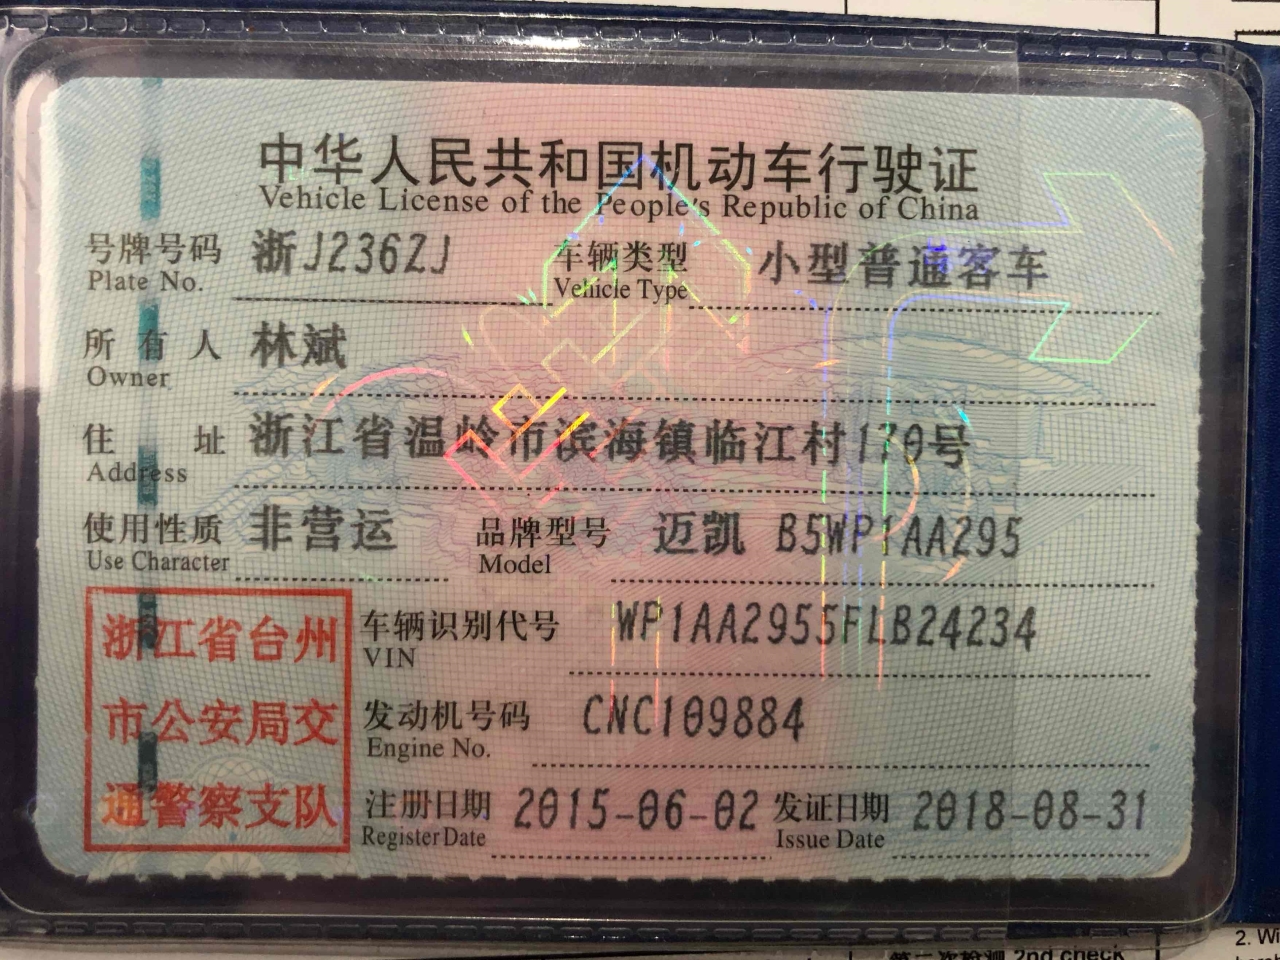 中华人民共和国机动车行驶证
Vehicle License of the People's Republic of China
号牌号码 浙J236ZJ 车辆类型 小型普通客车
Plate No. Vehicle Type
所有人 林斌
Owner
住址 浙江省温岭市滨海镇临江村170号
Address
使用性质 非营运 品牌型号 迈凯 B5WP1AA295
Use Character Model
浙江省台州
市公安局交
通警察支队
车辆识别代号 WP1AA2955FLB24234
VIN
发动机号码 CNC109884
Engine No.
注册日期 2015-06-02 发证日期 2018-08-31
Register Date Issue Date
2. Wi
2nd check